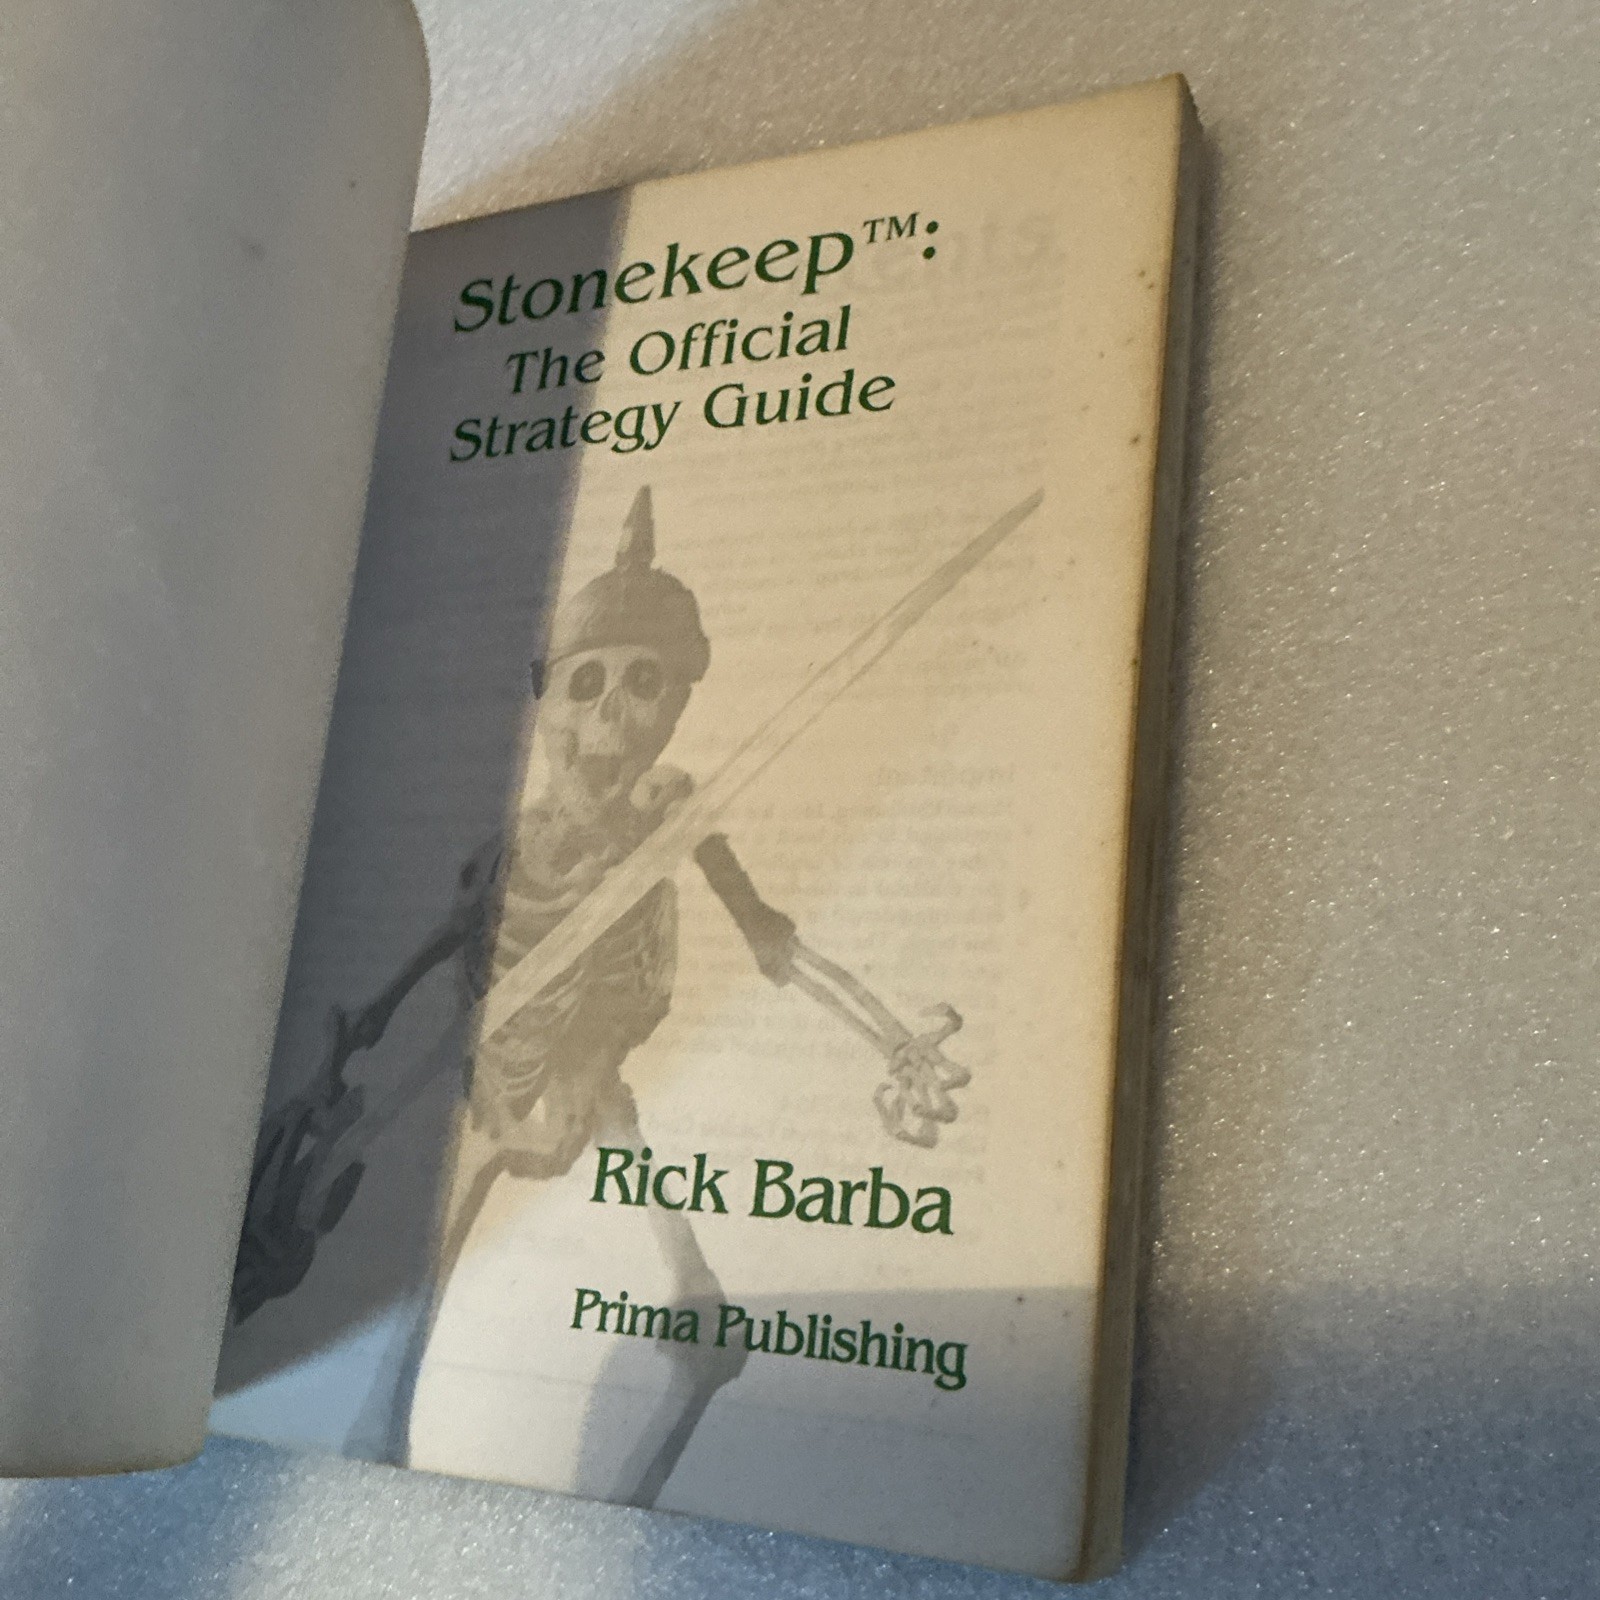 Stonekeep™:
The Official
Strategy Guide
Rick Barba
Prima Publishing